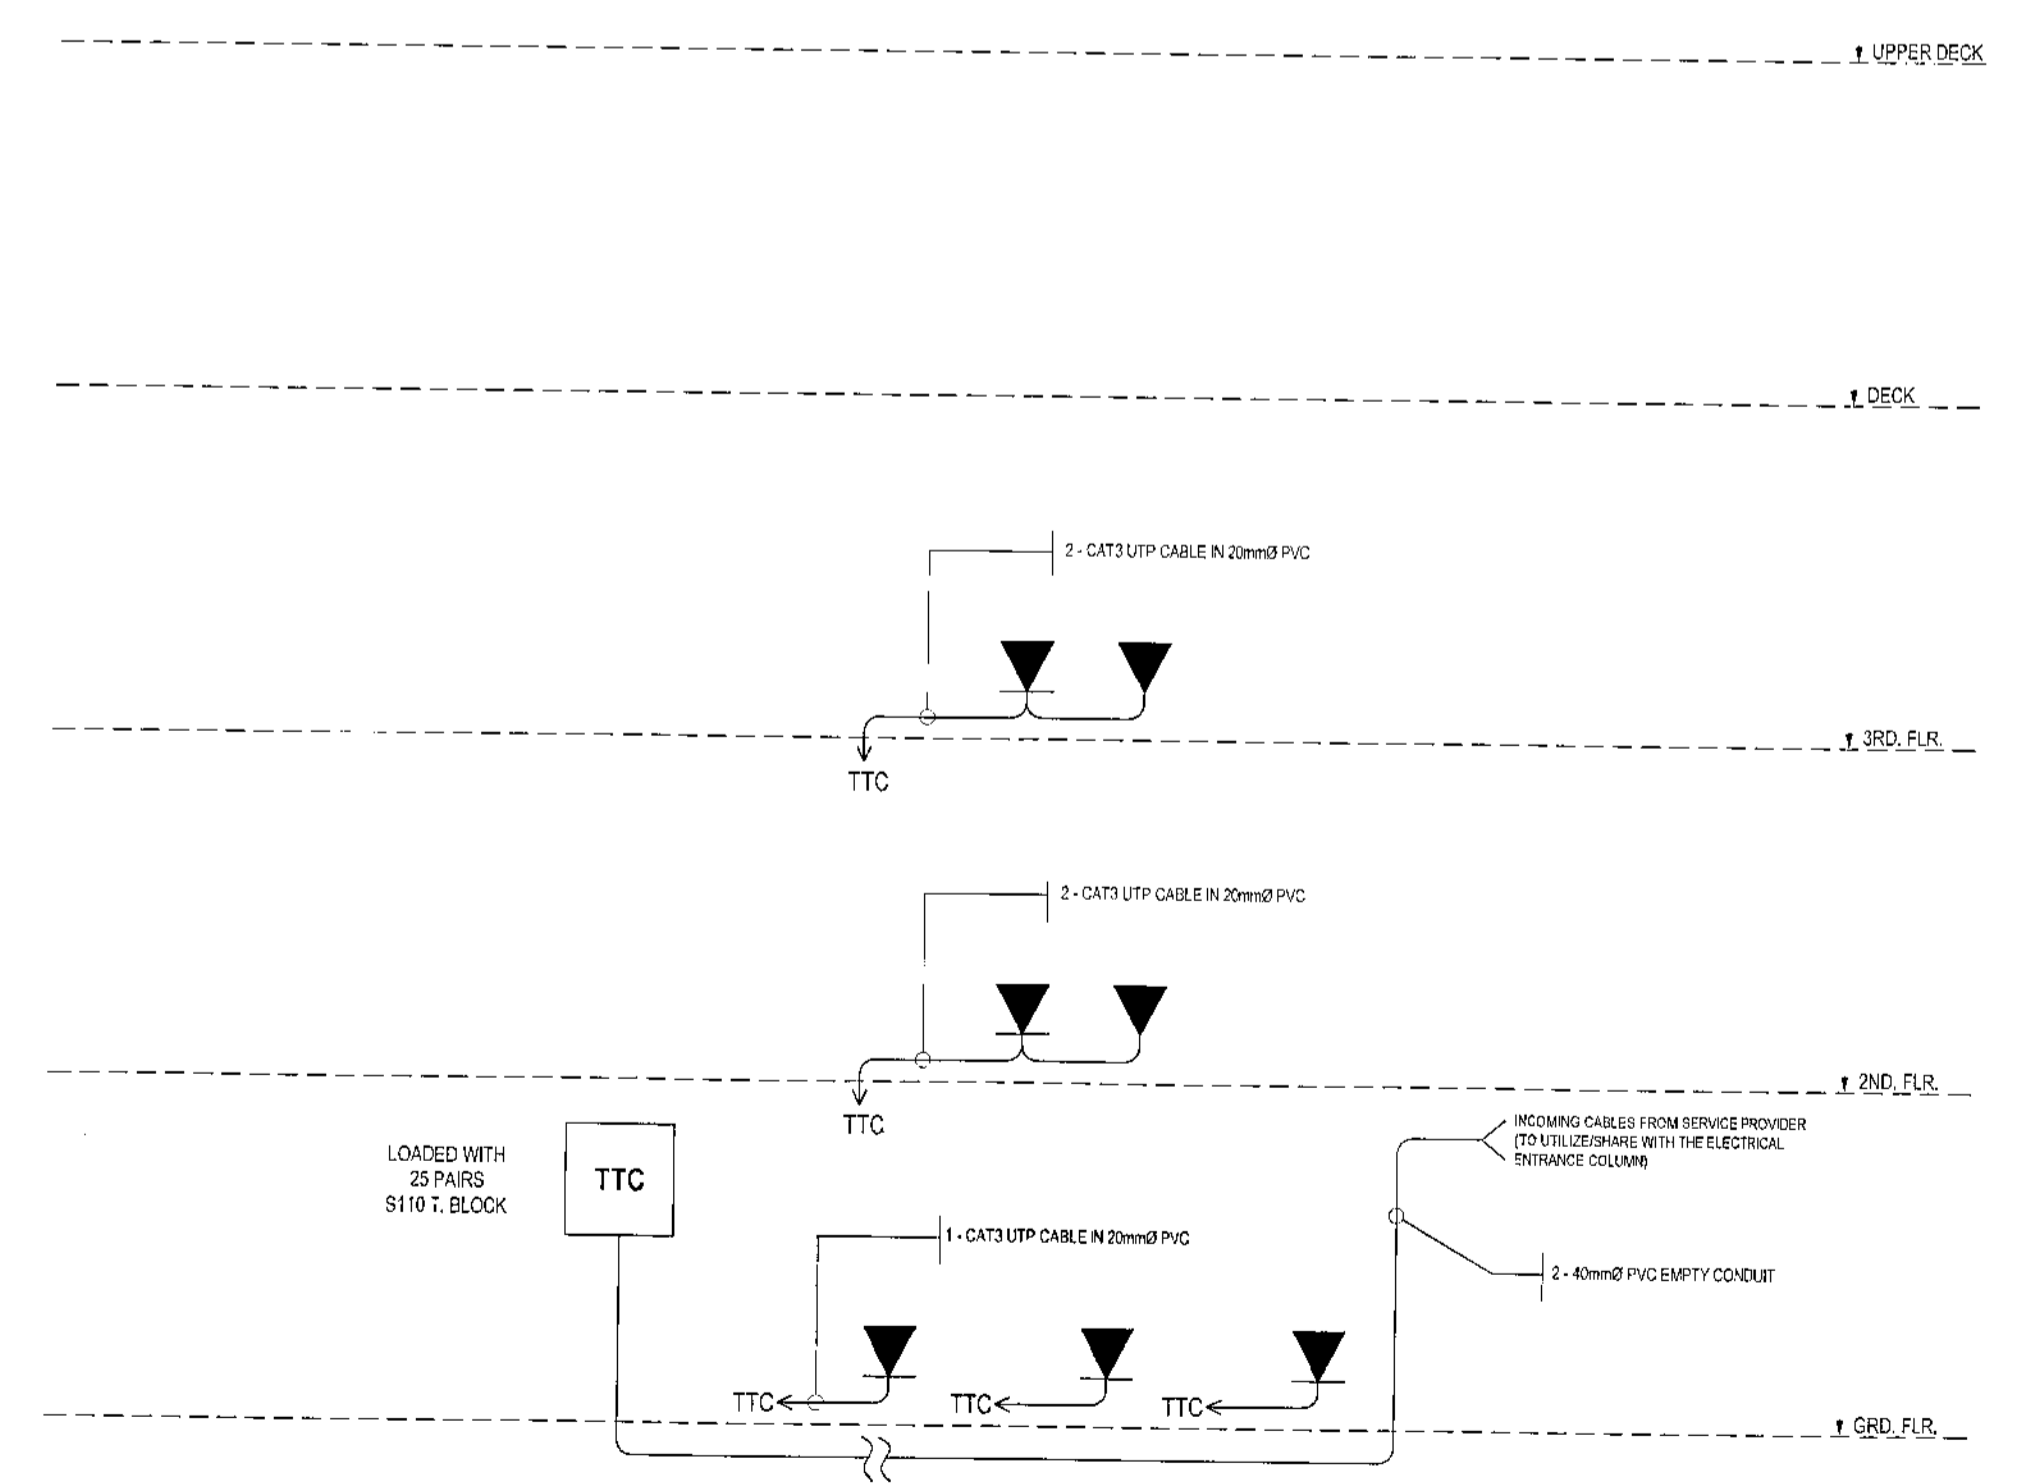 UPPER DECK
DECK
2 - CAT3 UTP CABLE IN 20mmØ PVC
3RD. FLR.
TTC
2 - CAT3 UTP CABLE IN 20mmØ PVC
2ND. FLR.
TTC
INCOMING CABLES FROM SERVICE PROVIDER
(TO UTILIZE/SHARE WITH THE ELECTRICAL
ENTRANCE COLUMN)
LOADED WITH
25 PAIRS
S110 T. BLOCK
TTC
1 - CAT3 UTP CABLE IN 20mmØ PVC
2 - 40mmØ PVC EMPTY CONDUIT
TTC
TTC
TTC
GRD. FLR.